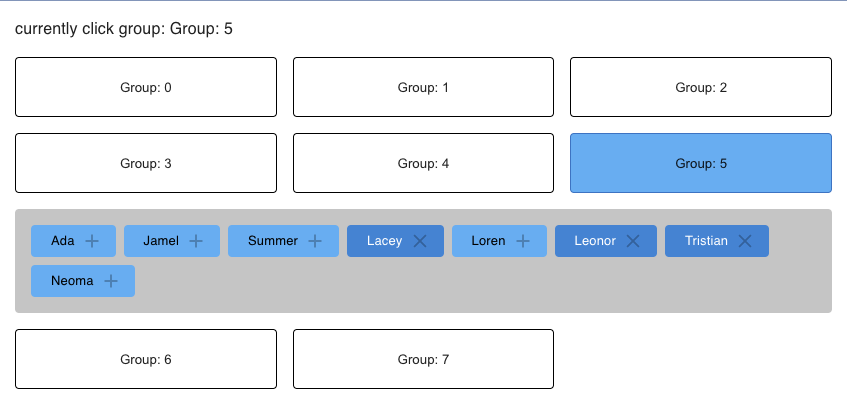 currently click group: Group: 5
Group: 0 Group: 1 Group: 2
Group: 3 Group: 4 Group: 5
Ada Jamel Summer Lacey Loren Leonor Tristian
Neoma
Group: 6 Group: 7